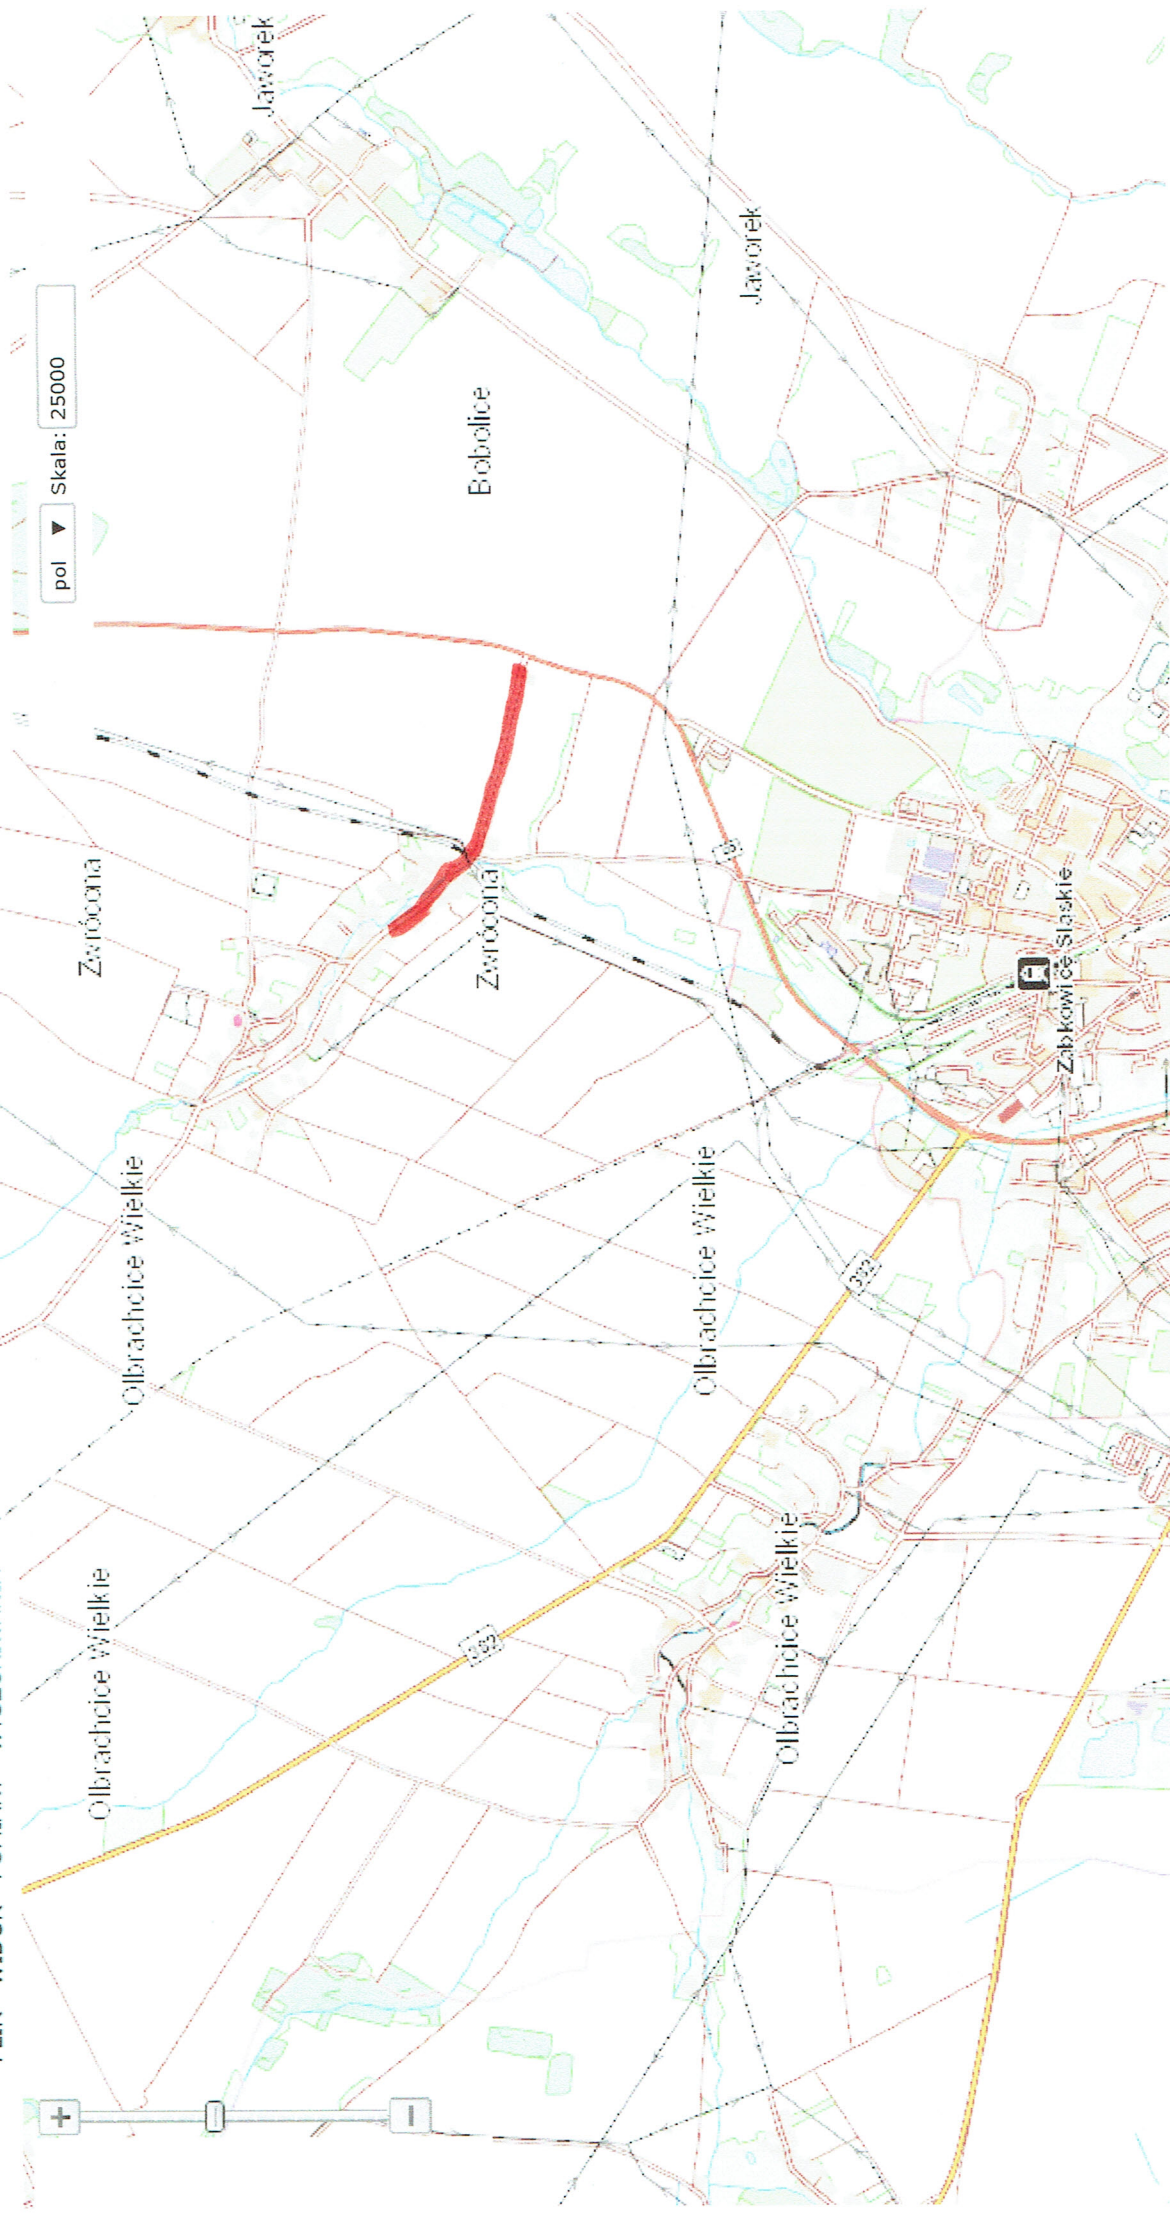 pol ▼ Skala: 25000
Jaworek
Zwrócona
Olbrachcice Wielkie
Olbrachcice Wielkie
Bobolice
Zwrócona
382
Jaworek
8
Olbrachcice Wielkie
382
Olbrachcice Wielkie
Ząbkowice Śląskie
+
−